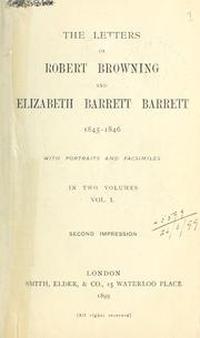 THE LETTERS
OF
ROBERT BROWNING
AND
ELIZABETH BARRETT BARRETT
1845-1846
WITH PORTRAITS AND FACSIMILES
IN TWO VOLUMES
VOL. I.
SECOND IMPRESSION
LONDON
SMITH, ELDER, & CO., 15 WATERLOO PLACE
1899
[All rights reserved]